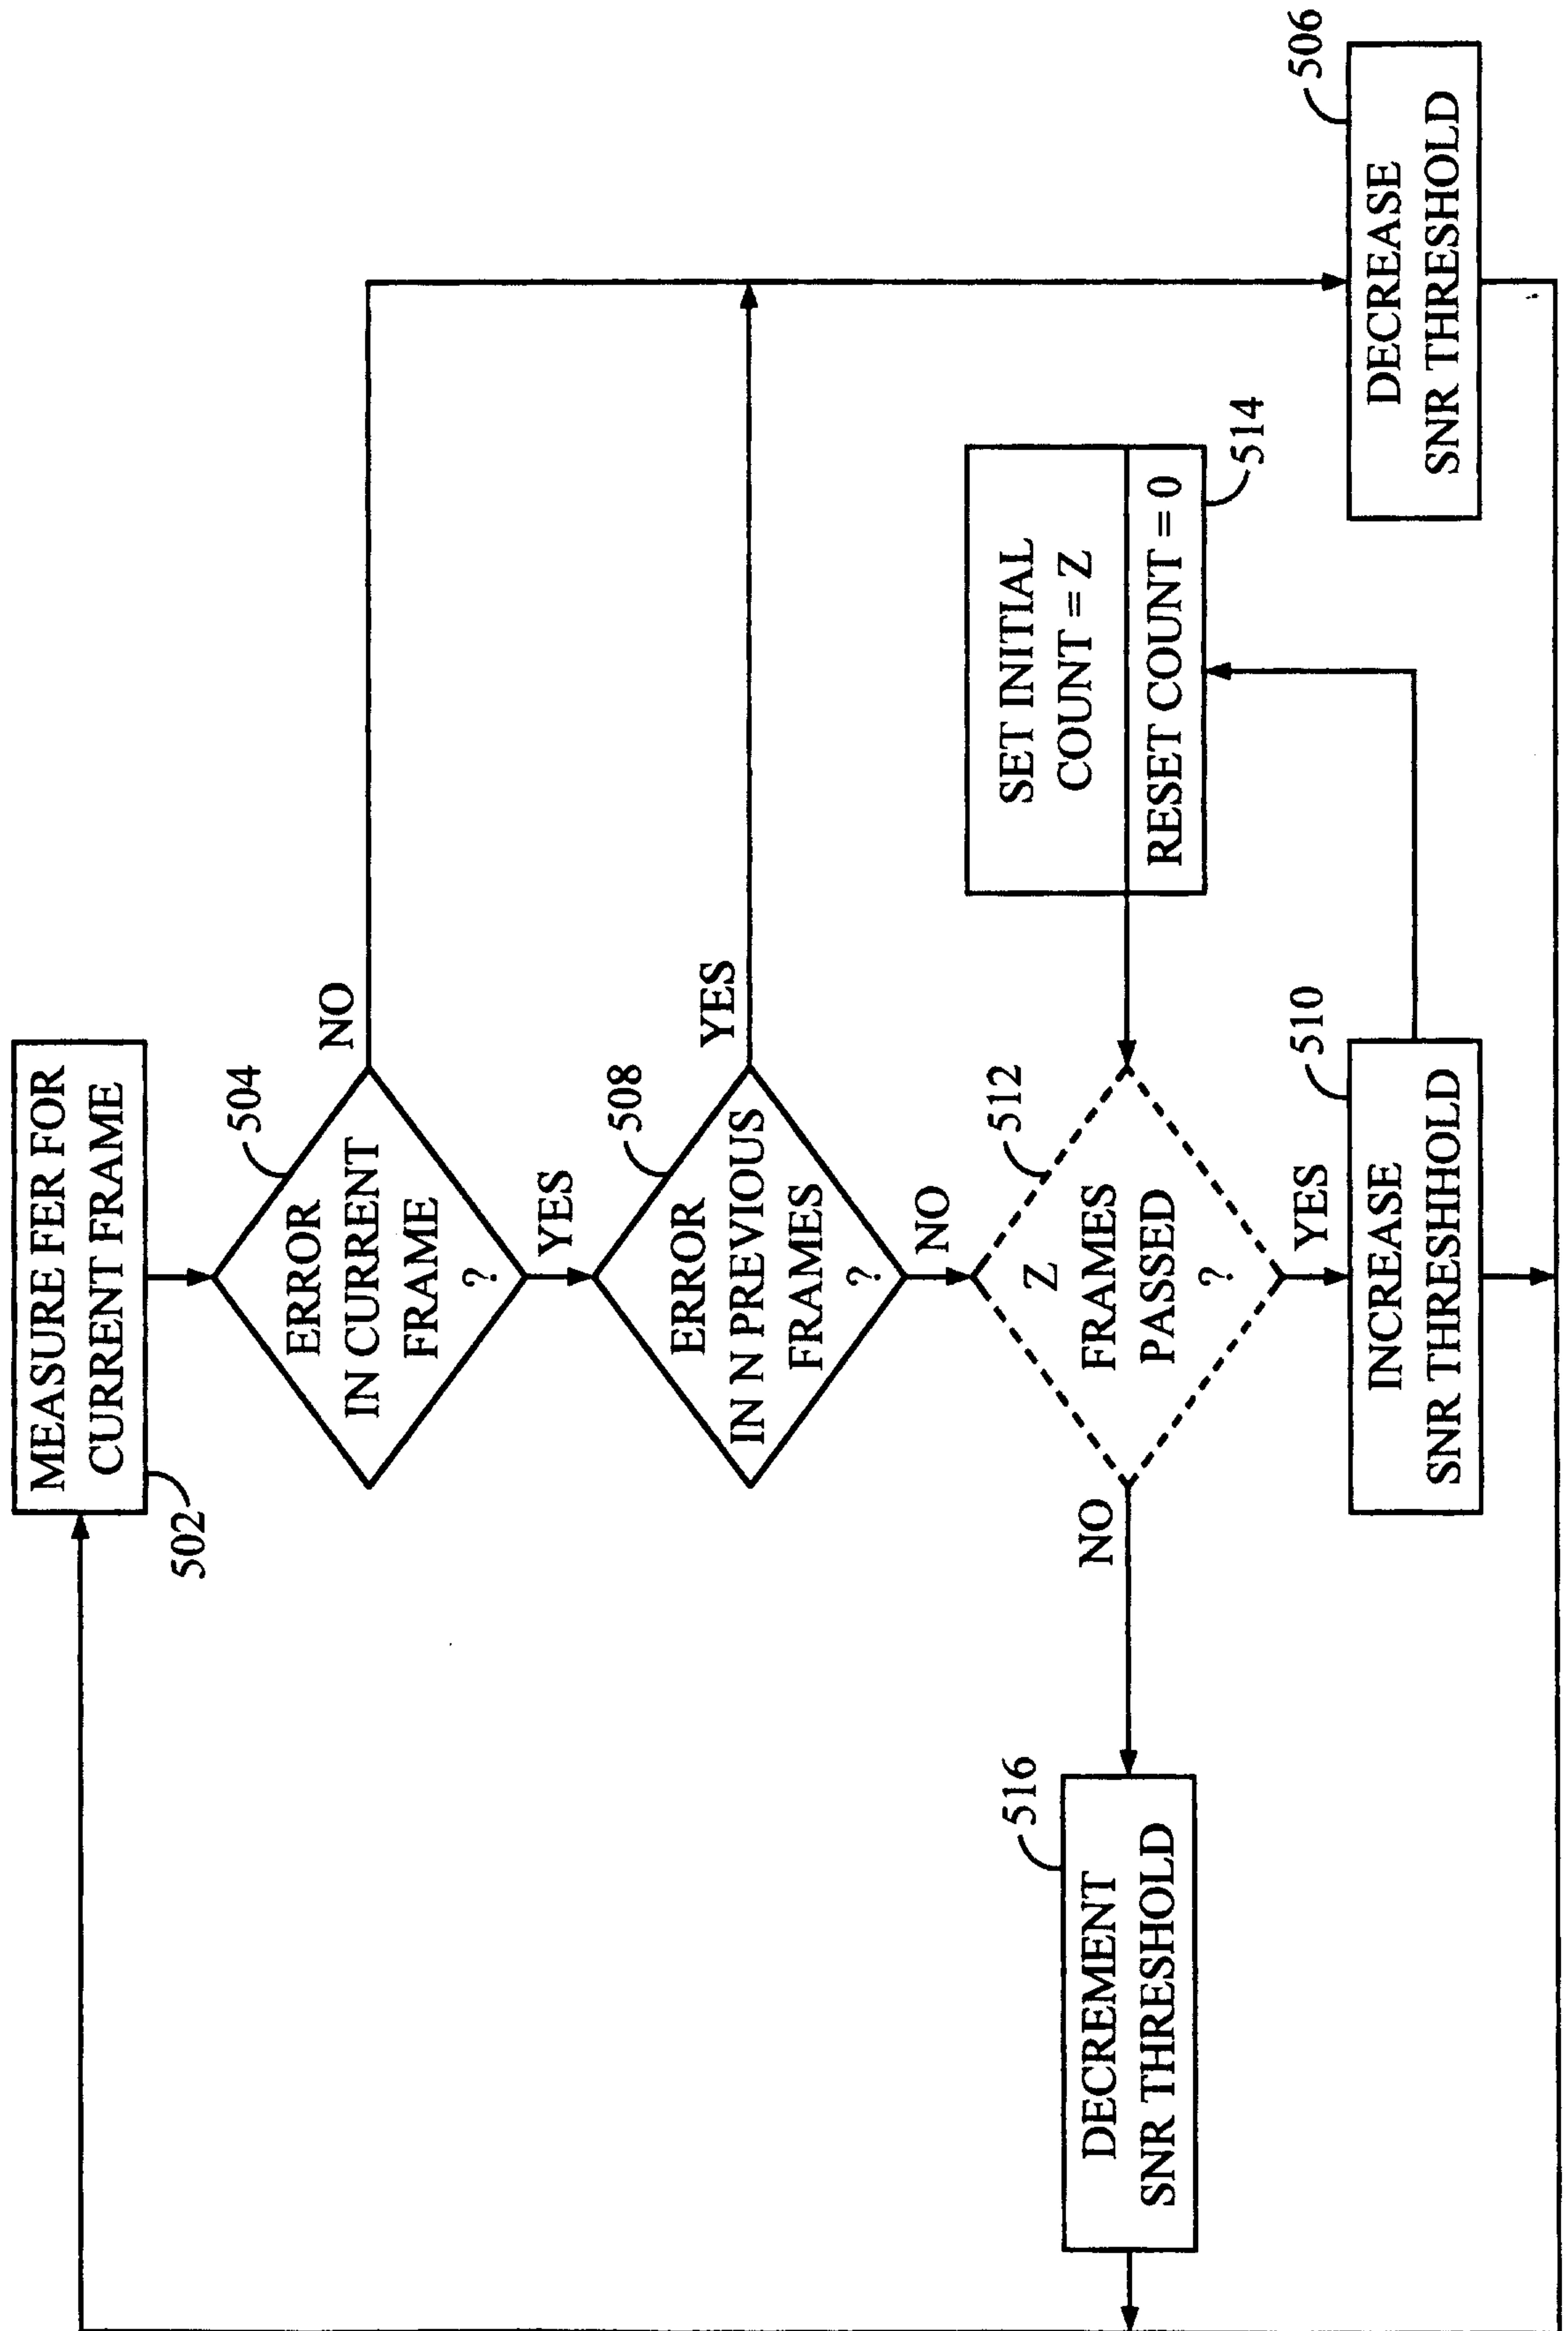 MEASURE FER FOR
CURRENT FRAME
502
504
ERROR
IN CURRENT
FRAME
?
NO
YES
508
ERROR
IN N PREVIOUS
FRAMES
?
YES
NO
512
Z
FRAMES
PASSED
?
NO
YES
SET INITIAL
COUNT = Z
RESET COUNT = 0
514
516
DECREMENT
SNR THRESHOLD
510
INCREASE
SNR THRESHHOLD
506
DECREASE
SNR THRESHOLD